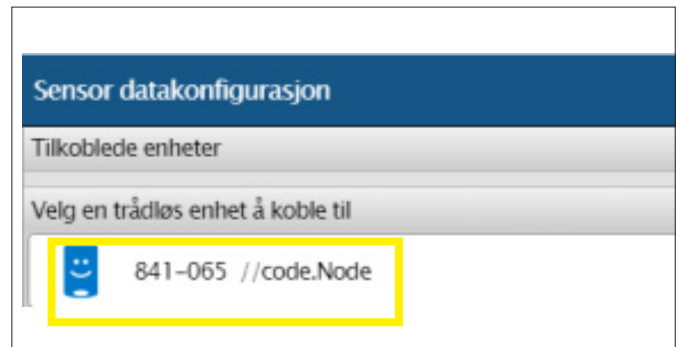 Sensor datakonfigurasjon
Tilkoblede enheter
Velg en trådløs enhet å koble til
841-065 //code.Node